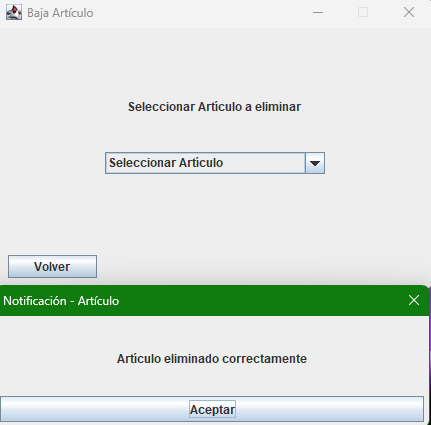 Baja Artículo
Seleccionar Artículo a eliminar
Seleccionar Artículo
Volver
Notificación - Artículo
Artículo eliminado correctamente
Aceptar